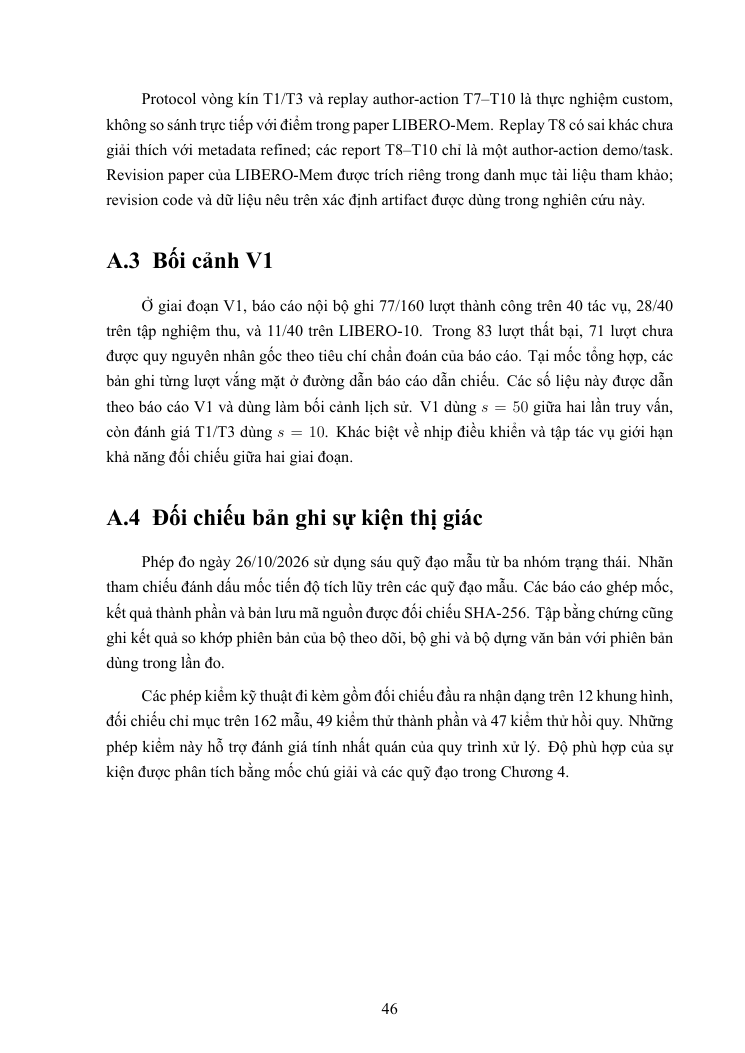 Protocol vòng kín T1/T3 và replay author-action T7–T10 là thực nghiệm custom,
không so sánh trực tiếp với điểm trong paper LIBERO-Mem. Replay T8 có sai khác chưa
giải thích với metadata refined; các report T8–T10 chỉ là một author-action demo/task.
Revision paper của LIBERO-Mem được trích riêng trong danh mục tài liệu tham khảo;
revision code và dữ liệu nêu trên xác định artifact được dùng trong nghiên cứu này.
A.3 Bối cảnh V1
Ở giai đoạn V1, báo cáo nội bộ ghi 77/160 lượt thành công trên 40 tác vụ, 28/40
trên tập nghiệm thu, và 11/40 trên LIBERO-10. Trong 83 lượt thất bại, 71 lượt chưa
được quy nguyên nhân gốc theo tiêu chí chẩn đoán của báo cáo. Tại mốc tổng hợp, các
bản ghi từng lượt vắng mặt ở đường dẫn báo cáo dẫn chiếu. Các số liệu này được dẫn
theo báo cáo V1 và dùng làm bối cảnh lịch sử. V1 dùng s = 50 giữa hai lần truy vấn,
còn đánh giá T1/T3 dùng s = 10. Khác biệt về nhịp điều khiển và tập tác vụ giới hạn
khả năng đối chiếu giữa hai giai đoạn.
A.4 Đối chiếu bản ghi sự kiện thị giác
Phép đo ngày 26/10/2026 sử dụng sáu quỹ đạo mẫu từ ba nhóm trạng thái. Nhãn
tham chiếu đánh dấu mốc tiến độ tích lũy trên các quỹ đạo mẫu. Các báo cáo ghép mốc,
kết quả thành phần và bản lưu mã nguồn được đối chiếu SHA-256. Tập bằng chứng cũng
ghi kết quả so khớp phiên bản của bộ theo dõi, bộ ghi và bộ dựng văn bản với phiên bản
dùng trong lần đo.
Các phép kiểm kỹ thuật đi kèm gồm đối chiếu đầu ra nhận dạng trên 12 khung hình,
đối chiếu chỉ mục trên 162 mẫu, 49 kiểm thử thành phần và 47 kiểm thử hồi quy. Những
phép kiểm này hỗ trợ đánh giá tính nhất quán của quy trình xử lý. Độ phù hợp của sự
kiện được phân tích bằng mốc chú giải và các quỹ đạo trong Chương 4.
46